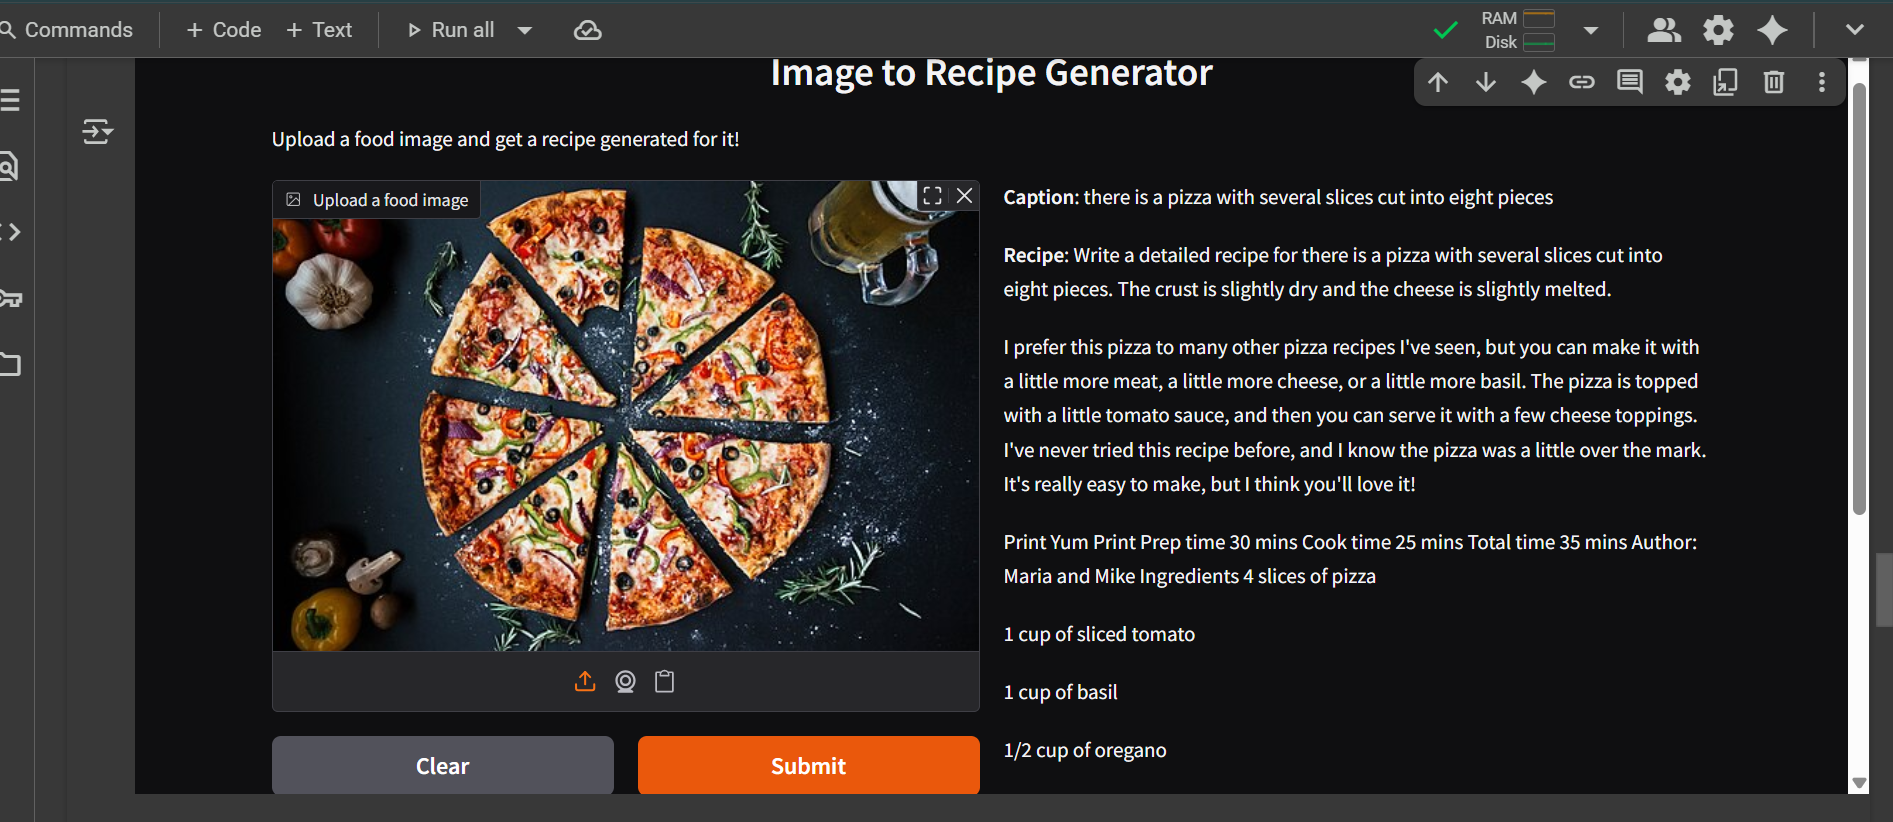 Commands
+ Code
+ Text
Run all
RAM
Disk
Image to Recipe Generator
Upload a food image and get a recipe generated for it!
Upload a food image
Caption: there is a pizza with several slices cut into eight pieces
Recipe: Write a detailed recipe for there is a pizza with several slices cut into
eight pieces. The crust is slightly dry and the cheese is slightly melted.
I prefer this pizza to many other pizza recipes I've seen, but you can make it with
a little more meat, a little more cheese, or a little more basil. The pizza is topped
with a little tomato sauce, and then you can serve it with a few cheese toppings.
I've never tried this recipe before, and I know the pizza was a little over the mark.
It's really easy to make, but I think you'll love it!
Print Yum Print Prep time 30 mins Cook time 25 mins Total time 35 mins Author:
Maria and Mike Ingredients 4 slices of pizza
1 cup of sliced tomato
1 cup of basil
1/2 cup of oregano
Clear
Submit